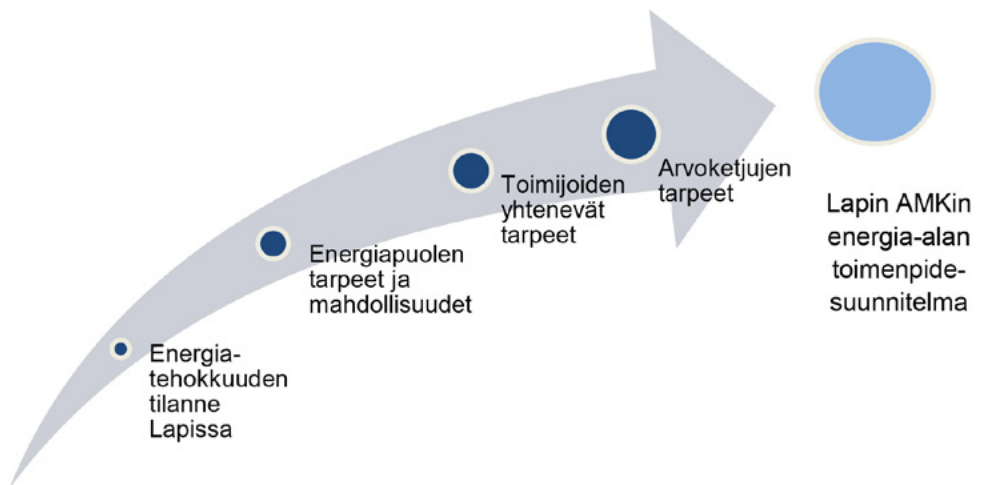 Energia-
tehokkuuden
tilanne
Lapissa
Energiapuolen
tarpeet ja
mahdollisuudet
Toimijoiden
yhtenevät
tarpeet
Arvoketjujen
tarpeet
Lapin AMKin
energia-alan
toimenpide-
suunnitelma